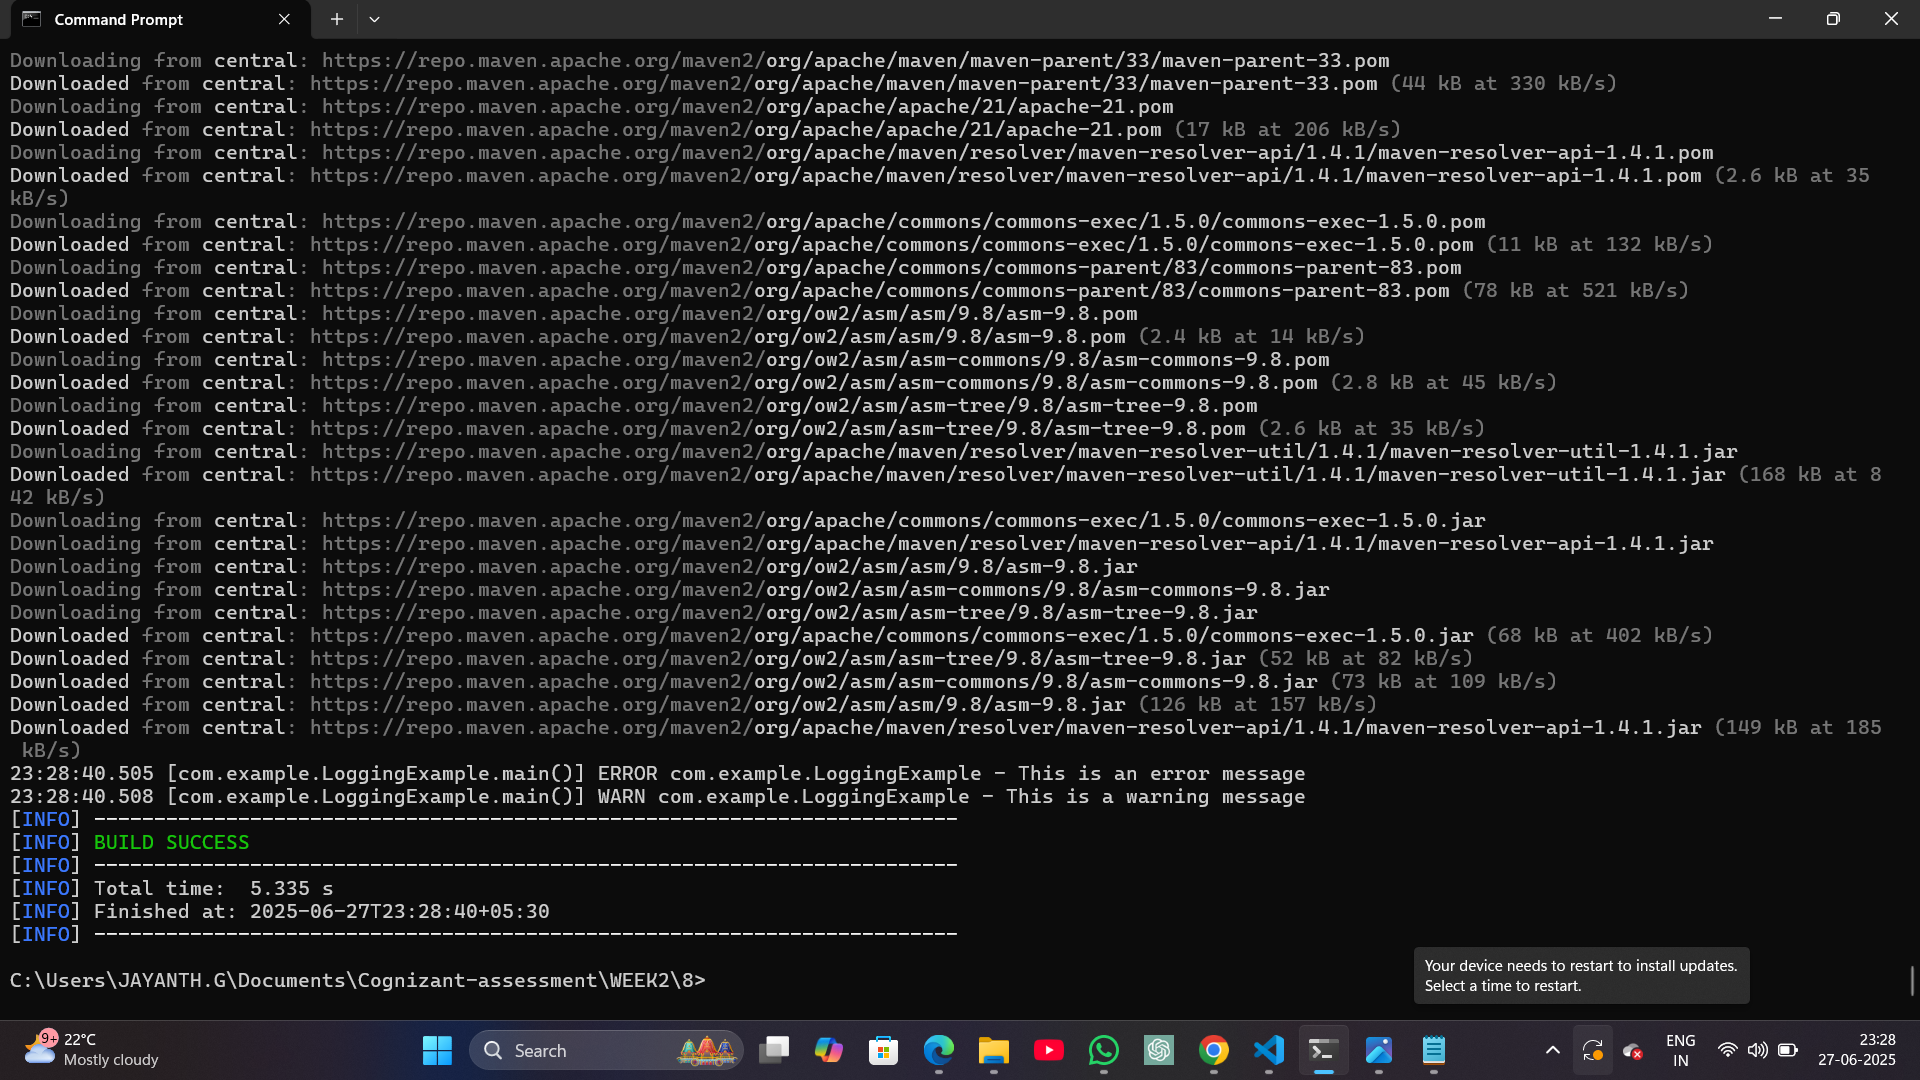 Command Prompt
Downloading from central: https://repo.maven.apache.org/maven2/org/apache/maven/maven-parent/33/maven-parent-33.pom
Downloaded from central: https://repo.maven.apache.org/maven2/org/apache/maven/maven-parent/33/maven-parent-33.pom (44 kB at 330 kB/s)
Downloading from central: https://repo.maven.apache.org/maven2/org/apache/apache/21/apache-21.pom
Downloaded from central: https://repo.maven.apache.org/maven2/org/apache/apache/21/apache-21.pom (17 kB at 206 kB/s)
Downloading from central: https://repo.maven.apache.org/maven2/org/apache/maven/resolver/maven-resolver-api/1.4.1/maven-resolver-api-1.4.1.pom
Downloaded from central: https://repo.maven.apache.org/maven2/org/apache/maven/resolver/maven-resolver-api/1.4.1/maven-resolver-api-1.4.1.pom (2.6 kB at 35
kB/s)
Downloading from central: https://repo.maven.apache.org/maven2/org/apache/commons/commons-exec/1.5.0/commons-exec-1.5.0.pom
Downloaded from central: https://repo.maven.apache.org/maven2/org/apache/commons/commons-exec/1.5.0/commons-exec-1.5.0.pom (11 kB at 132 kB/s)
Downloading from central: https://repo.maven.apache.org/maven2/org/apache/commons/commons-parent/83/commons-parent-83.pom
Downloaded from central: https://repo.maven.apache.org/maven2/org/apache/commons/commons-parent/83/commons-parent-83.pom (78 kB at 521 kB/s)
Downloading from central: https://repo.maven.apache.org/maven2/org/ow2/asm/asm/9.8/asm-9.8.pom
Downloaded from central: https://repo.maven.apache.org/maven2/org/ow2/asm/asm/9.8/asm-9.8.pom (2.4 kB at 14 kB/s)
Downloading from central: https://repo.maven.apache.org/maven2/org/ow2/asm/asm-commons/9.8/asm-commons-9.8.pom
Downloaded from central: https://repo.maven.apache.org/maven2/org/ow2/asm/asm-commons/9.8/asm-commons-9.8.pom (2.8 kB at 45 kB/s)
Downloading from central: https://repo.maven.apache.org/maven2/org/ow2/asm/asm-tree/9.8/asm-tree-9.8.pom
Downloaded from central: https://repo.maven.apache.org/maven2/org/ow2/asm/asm-tree/9.8/asm-tree-9.8.pom (2.6 kB at 35 kB/s)
Downloading from central: https://repo.maven.apache.org/maven2/org/apache/maven/resolver/maven-resolver-util/1.4.1/maven-resolver-util-1.4.1.jar
Downloaded from central: https://repo.maven.apache.org/maven2/org/apache/maven/resolver/maven-resolver-util/1.4.1/maven-resolver-util-1.4.1.jar (168 kB at 8
42 kB/s)
Downloading from central: https://repo.maven.apache.org/maven2/org/apache/commons/commons-exec/1.5.0/commons-exec-1.5.0.jar
Downloading from central: https://repo.maven.apache.org/maven2/org/apache/maven/resolver/maven-resolver-api/1.4.1/maven-resolver-api-1.4.1.jar
Downloading from central: https://repo.maven.apache.org/maven2/org/ow2/asm/asm/9.8/asm-9.8.jar
Downloading from central: https://repo.maven.apache.org/maven2/org/ow2/asm/asm-commons/9.8/asm-commons-9.8.jar
Downloading from central: https://repo.maven.apache.org/maven2/org/ow2/asm/asm-tree/9.8/asm-tree-9.8.jar
Downloaded from central: https://repo.maven.apache.org/maven2/org/apache/commons/commons-exec/1.5.0/commons-exec-1.5.0.jar (68 kB at 402 kB/s)
Downloaded from central: https://repo.maven.apache.org/maven2/org/ow2/asm/asm-tree/9.8/asm-tree-9.8.jar (52 kB at 82 kB/s)
Downloaded from central: https://repo.maven.apache.org/maven2/org/ow2/asm/asm-commons/9.8/asm-commons-9.8.jar (73 kB at 109 kB/s)
Downloaded from central: https://repo.maven.apache.org/maven2/org/ow2/asm/asm/9.8/asm-9.8.jar (126 kB at 157 kB/s)
Downloaded from central: https://repo.maven.apache.org/maven2/org/apache/maven/resolver/maven-resolver-api/1.4.1/maven-resolver-api-1.4.1.jar (149 kB at 185
kB/s)
23:28:40.505 [com.example.LoggingExample.main()] ERROR com.example.LoggingExample - This is an error message
23:28:40.508 [com.example.LoggingExample.main()] WARN com.example.LoggingExample - This is a warning message
[INFO] ------------------------------------------------------------------------
[INFO] BUILD SUCCESS
[INFO] ------------------------------------------------------------------------
[INFO] Total time:  5.335 s
[INFO] Finished at: 2025-06-27T23:28:40+05:30
[INFO] ------------------------------------------------------------------------
C:\Users\JAYANTH.G\Documents\Cognizant-assessment\WEEK2\8>
Your device needs to restart to install updates.
Select a time to restart.
9+
22°C
Mostly cloudy
Search
ENG
IN
23:28
27-06-2025